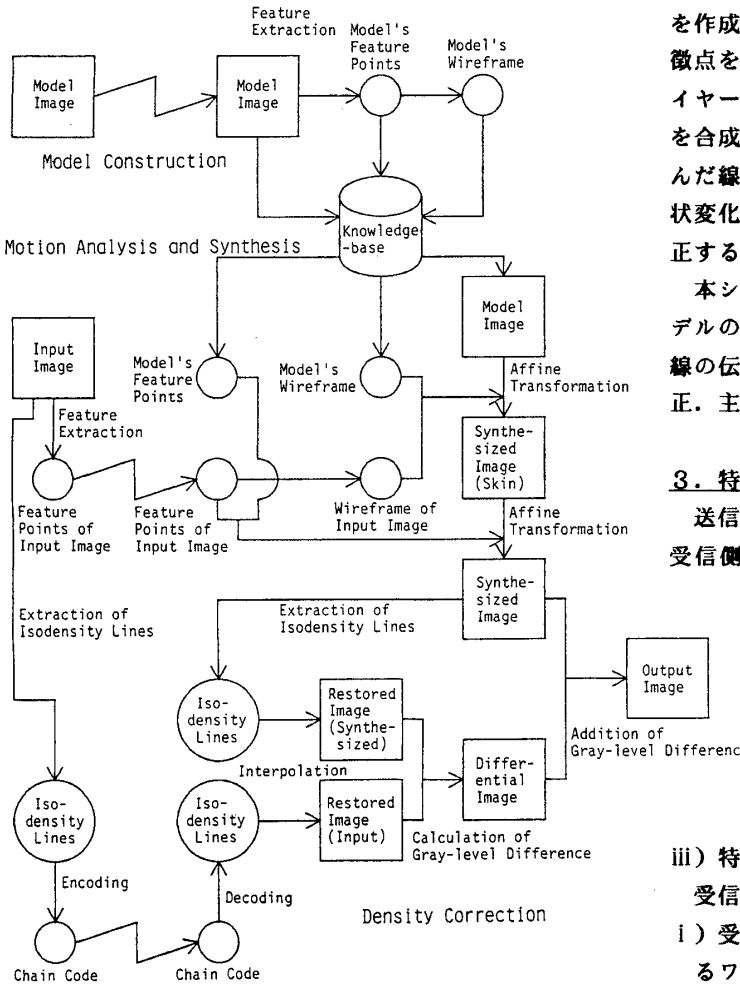 Feature
Extraction
Model's
Feature
Points
Model's
Wireframe
Model
Image
Model
Image
Model Construction
Knowledge
-base
Motion Analysis and Synthesis
Model
Image
Input
Image
Model's
Feature
Points
Model's
Wireframe
Affine
Transformation
Feature
Extraction
Synthe-
sized
Image
(Skin)
Feature
Points of
Input Image
Feature
Points of
Input Image
Wireframe of
Input Image
Affine
Transformation
Synthe-
sized
Image
Extraction of
Isodensity Lines
Extraction of
Isodensity Lines
Output
Image
Iso-
density
Lines
Restored
Image
(Synthe-
sized)
Addition of
Gray-level Differenc
Interpolation
Differ-
ential
Image
Iso-
density
Lines
Iso-
density
Lines
Restored
Image
(Input)
Calculation of
Gray-level Difference
Encoding
Decoding
Density Correction
Chain Code
Chain Code
を作成
徴点を
イヤー
を合成
んだ線
状変化
正する
本シ
デルの
線の伝
正．主
3．特
送信
受信側
iii）特
受信
i）受
るワ